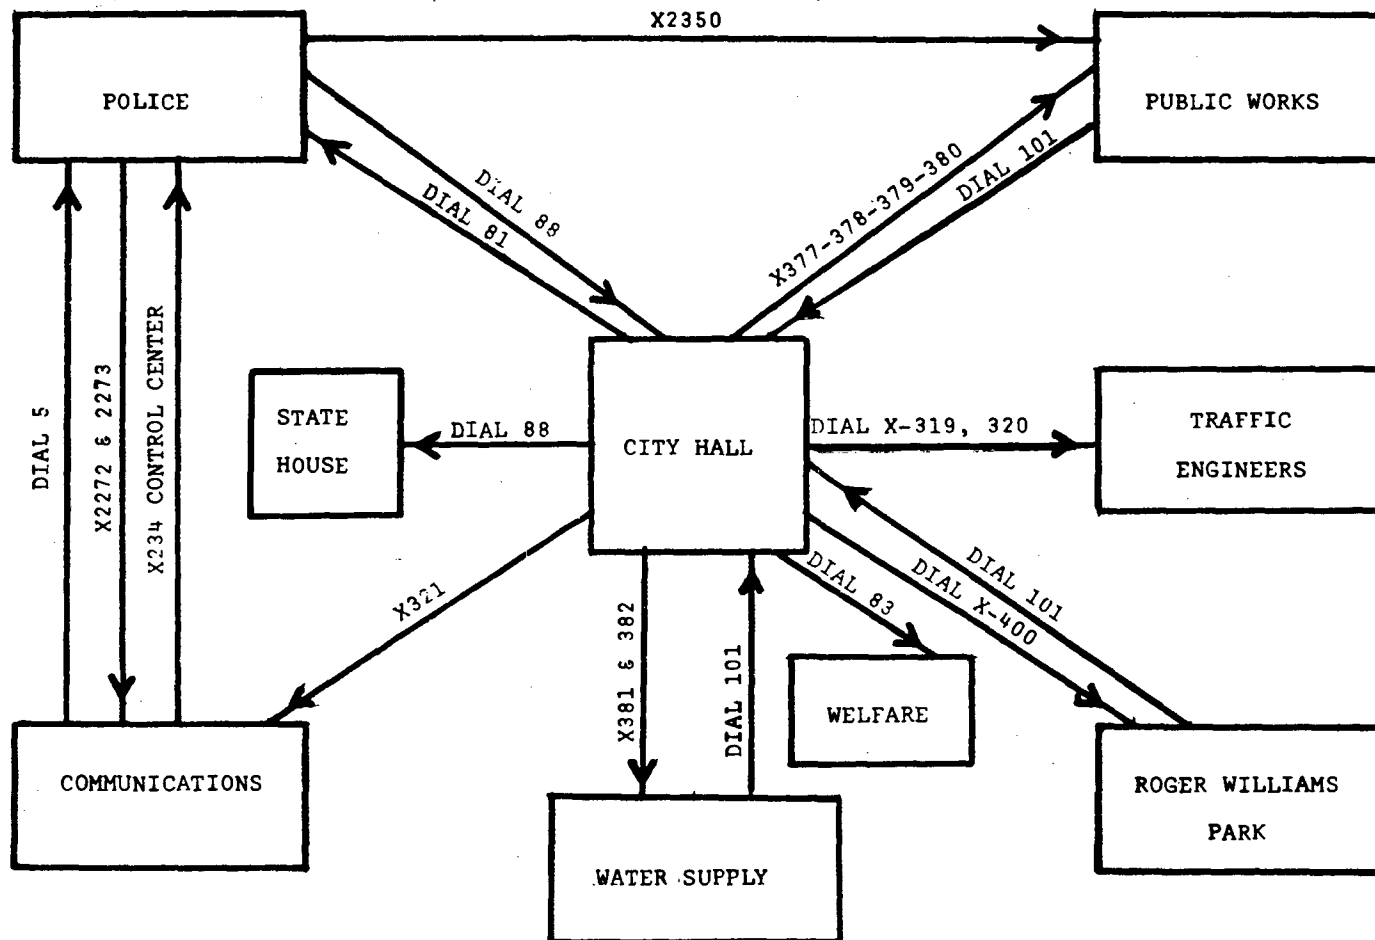 X2350
POLICE
PUBLIC WORKS
DIAL 88
DIAL 81
X377-378-379-380
DIAL 101
DIAL 5
X2272 & 2273
X234 CONTROL CENTER
STATE
HOUSE
DIAL 88
CITY HALL
DIAL X-319, 320
TRAFFIC
ENGINEERS
X321
X381 & 382
DIAL 101
DIAL 83
DIAL X-400
DIAL 101
WELFARE
COMMUNICATIONS
WATER SUPPLY
ROGER WILLIAMS
PARK